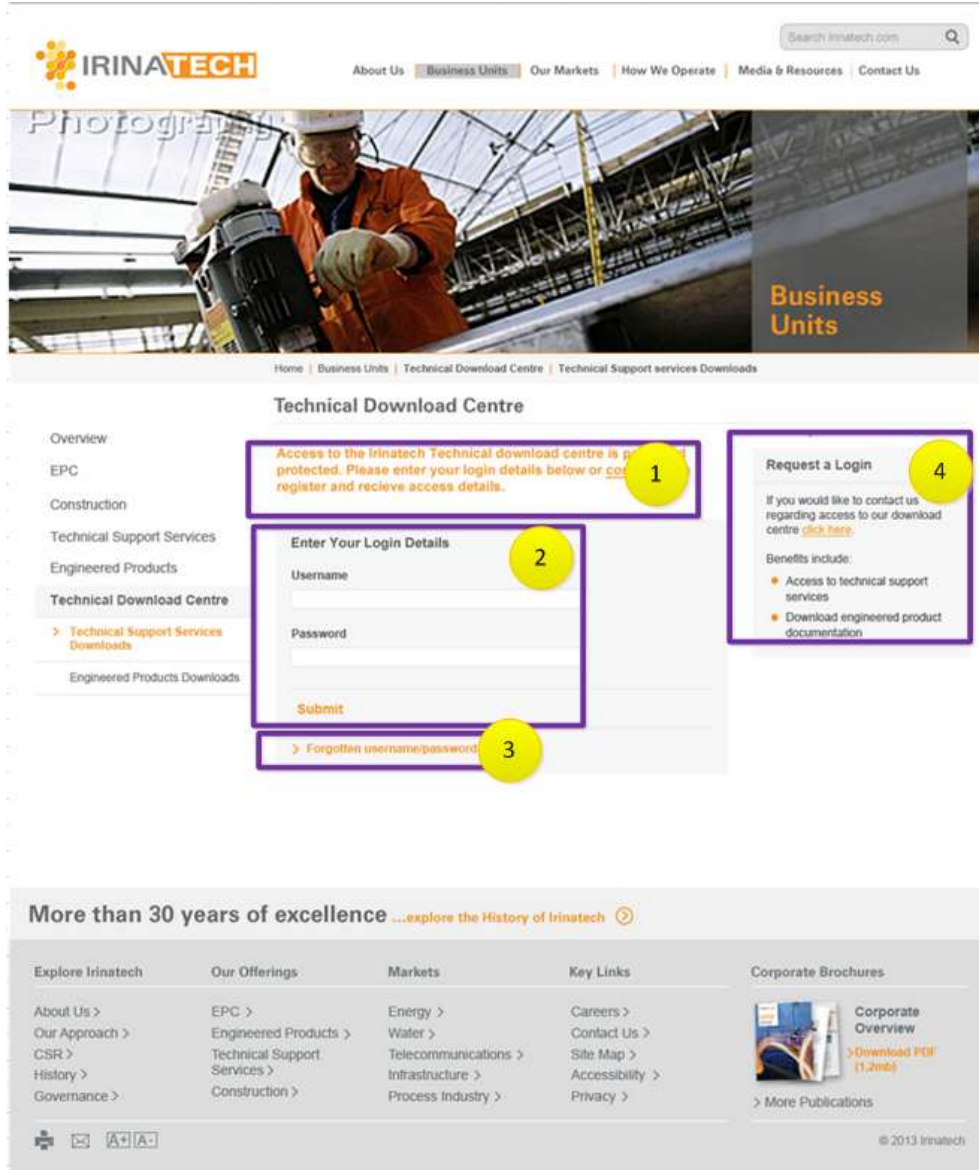 Search Irinatech.com
IRINATECH
About Us | Business Units | Our Markets | How We Operate | Media & Resources | Contact Us
Photography
Business
Units
Home | Business Units | Technical Download Centre | Technical Support services Downloads
Technical Download Centre
Overview
EPC
Construction
Technical Support Services
Engineered Products
Technical Download Centre
> Technical Support Services
Downloads
Engineered Products Downloads
Access to the Irinatech Technical download centre is
protected. Please enter your login details below or
register and recieve access details.
1
Enter Your Login Details
2
Username
Password
Submit
> Forgotten username/password
3
Request a Login
4
If you would like to contact us
regarding access to our download
centre click here.
Benefits include:
• Access to technical support
services
• Download engineered product
documentation
More than 30 years of excellence ...explore the History of Irinatech
Explore Irinatech
About Us >
Our Approach >
CSR >
History >
Governance >
Our Offerings
EPC >
Engineered Products >
Technical Support
Services >
Construction >
Markets
Energy >
Water >
Telecommunications >
Infrastructure >
Process Industry >
Key Links
Careers >
Contact Us >
Site Map >
Accessibility >
Privacy >
Corporate Brochures
Corporate
Overview
>Download PDF
(1,2mb)
> More Publications
A+ A-
© 2013 Irinatech